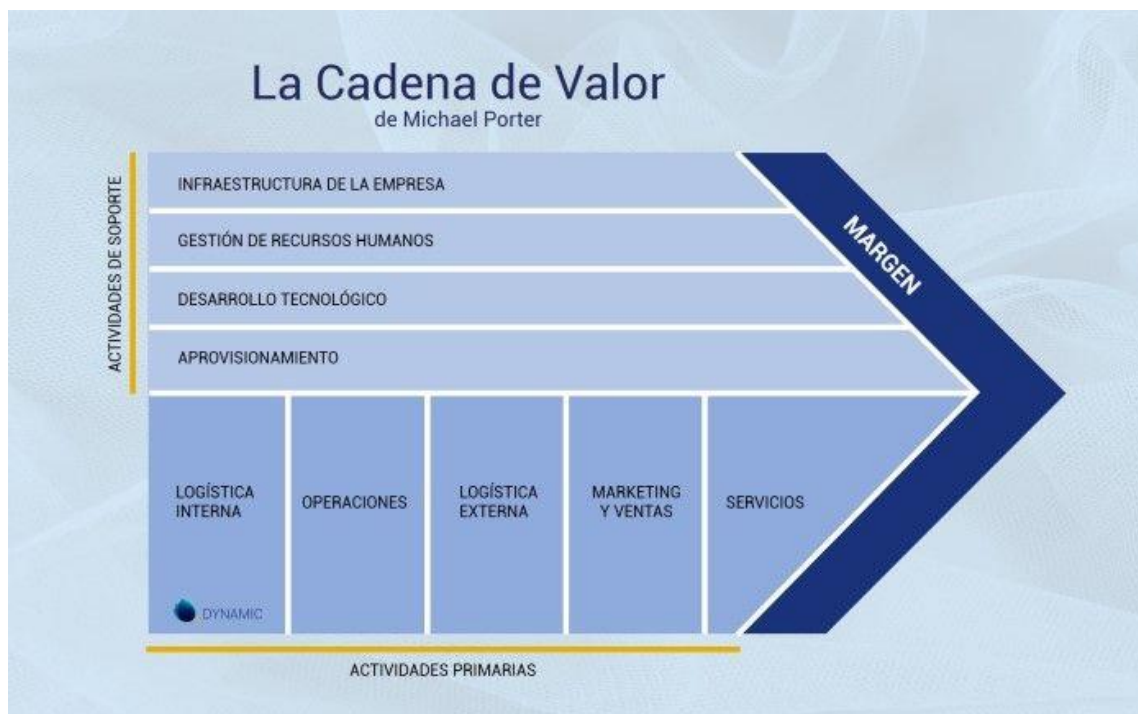 La Cadena de Valor
de Michael Porter
ACTIVIDADES DE SOPORTE
INFRAESTRUCTURA DE LA EMPRESA
GESTIÓN DE RECURSOS HUMANOS
DESARROLLO TECNOLÓGICO
APROVISIONAMIENTO
MARGEN
LOGÍSTICA
INTERNA
OPERACIONES
LOGÍSTICA
EXTERNA
MARKETING
Y VENTAS
SERVICIOS
DYNAMIC
ACTIVIDADES PRIMARIAS